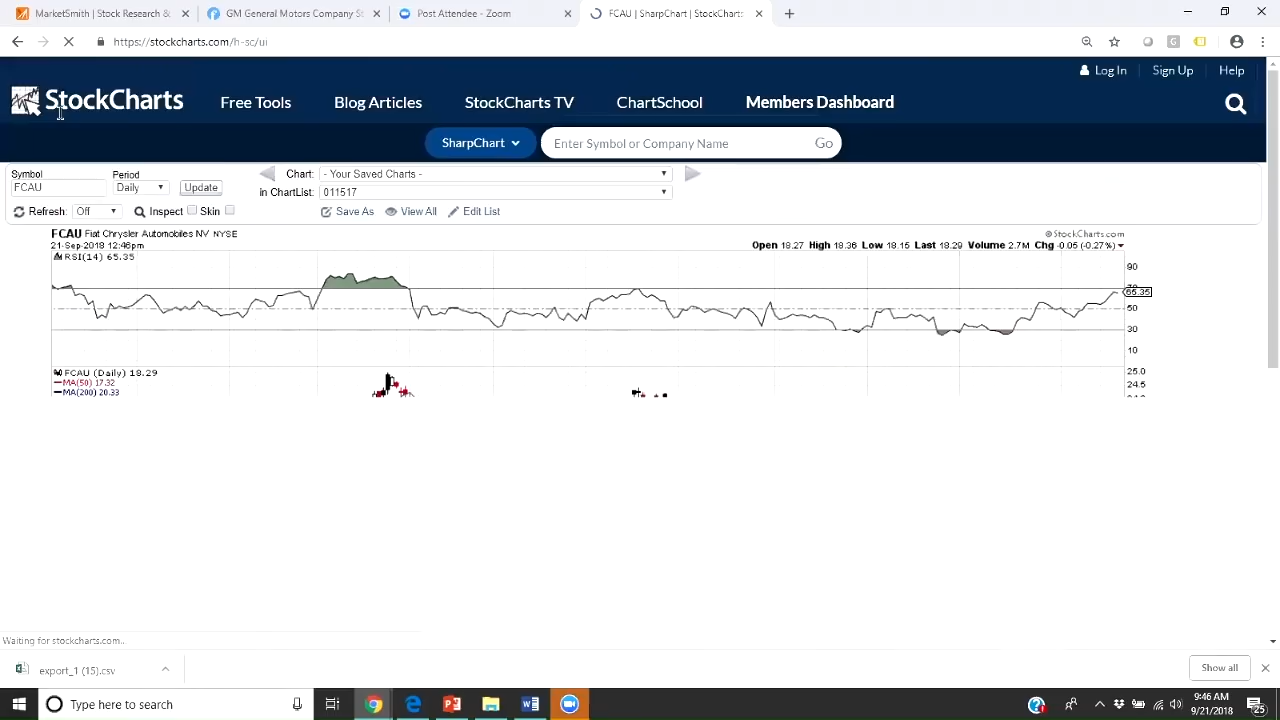 MarketSmith | Stock Research &
GM General Motors Company St
Post Attendee - Zoom
FCAU | SharpChart | StockCharts
https://stockcharts.com/h-sc/ui
Log In
Sign Up
Help
StockCharts
Free Tools
Blog Articles
StockCharts TV
ChartSchool
Members Dashboard
SharpChart
Enter Symbol or Company Name
Go
Symbol
Period
Chart:
- Your Saved Charts -
FCAU
Daily
Update
in ChartList:
011517
Refresh:
Off
Inspect
Skin
Save As
View All
Edit List
FCAU Fiat Chrysler Automobiles NV NYSE
© StockCharts.com
21-Sep-2018 12:46pm
Open 18.27 High 18.36 Low 18.15 Last 18.29 Volume 2.7M Chg -0.05 (-0.27%)
RSI(14) 65.35
90
65.35
50
30
10
FCAU (Daily) 18.29
25.0
MA(50) 17.32
24.5
MA(200) 20.33
Waiting for stockcharts.com...
export_1 (15).csv
Show all
Type here to search
9:46 AM
9/21/2018
25